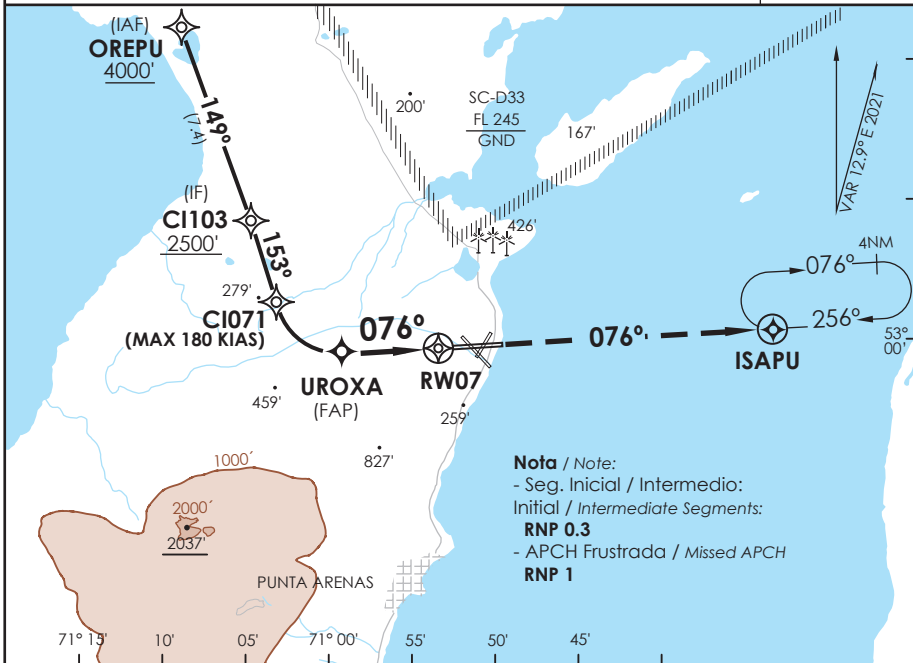 (IAF)
OREPU
4000'
149°
(7.4)
200'
SC-D33
FL 245
GND
167'
VAR 12.9° E 2021
(IF)
CI103
2500'
153°
426'
4NM
076°
279'
CI071
(MAX 180 KIAS)
076°
076°
256°
53°
00'
ISAPU
UROXA
(FAP)
RW07
459'
259'
827'
1000´
2000´
2037'
Nota / Note:
- Seg. Inicial / Intermedio:
Initial / Intermediate Segments:
RNP 0.3
- APCH Frustrada / Missed APCH
RNP 1
PUNTA ARENAS
71° 15' 10' 05' 71° 00' 55' 50' 45'